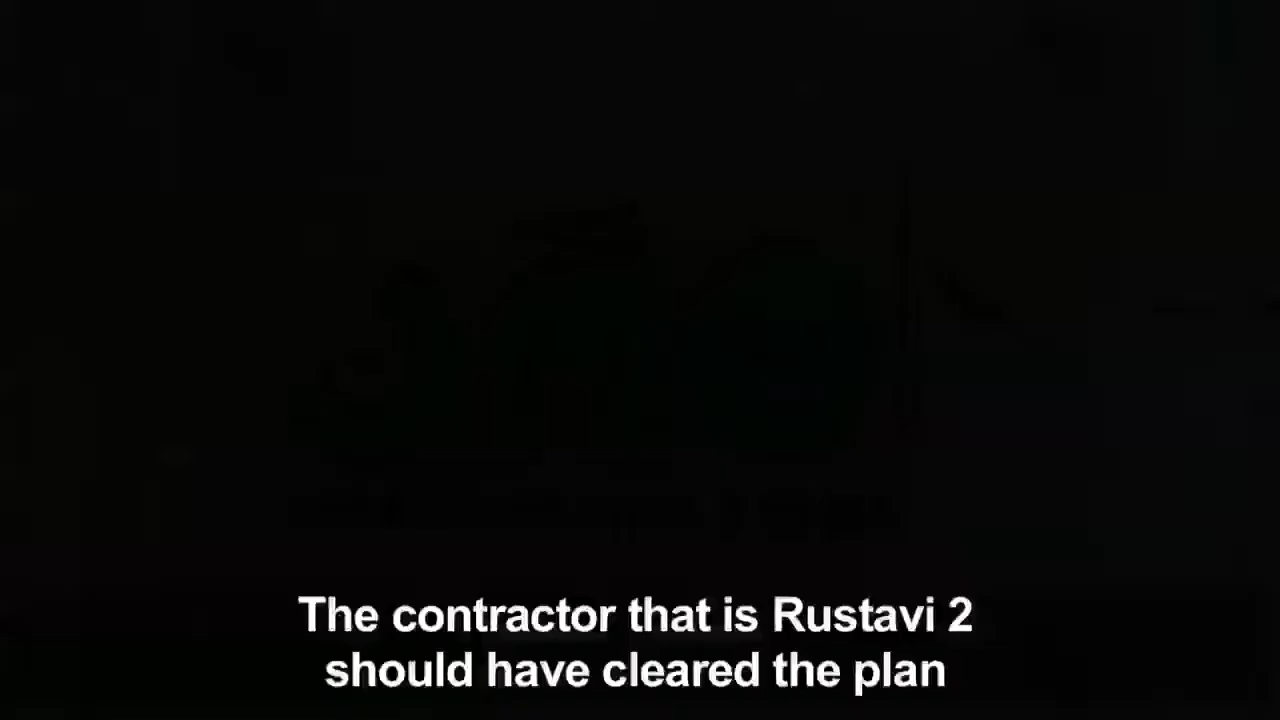 The contractor that is Rustavi 2
should have cleared the plan